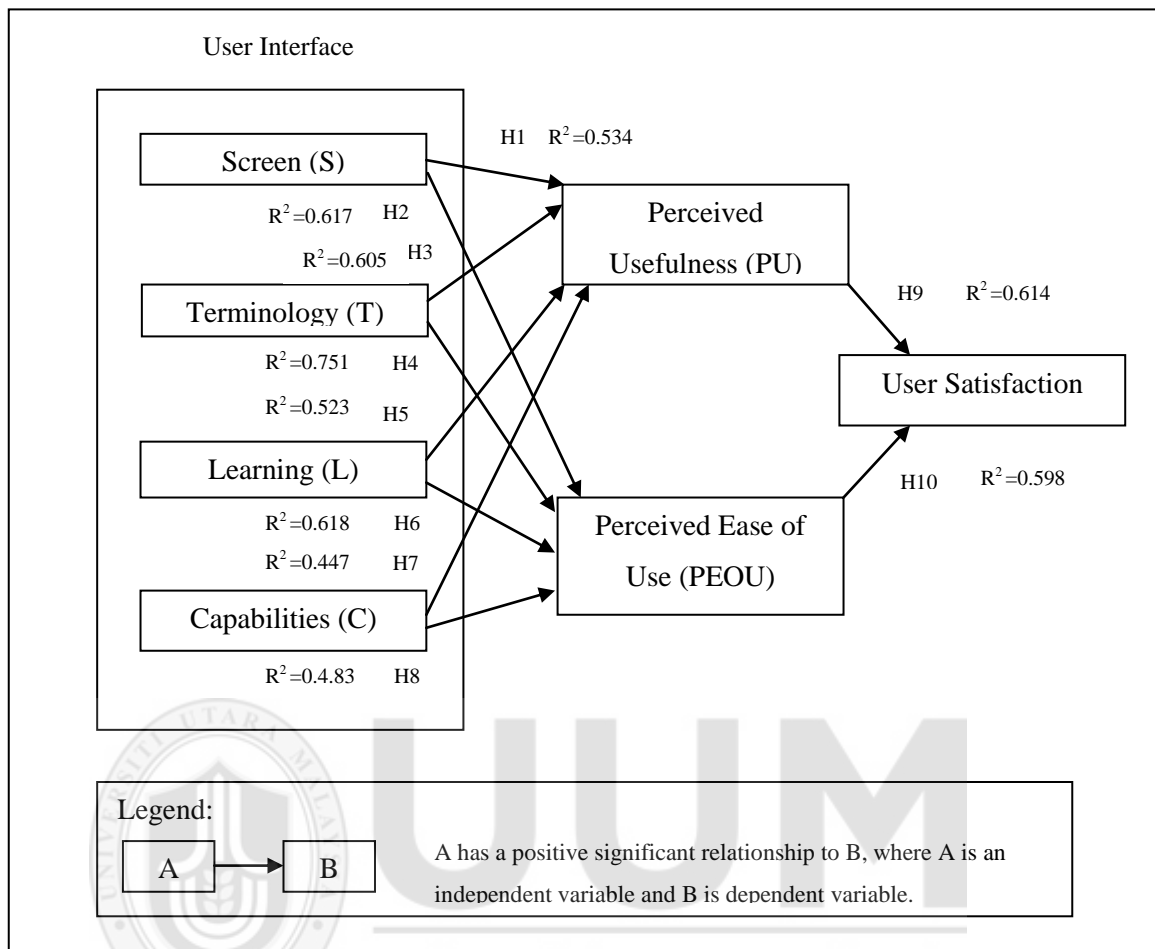 User Interface
Screen (S)
H1 R²=0.534
R²=0.617 H2
R²=0.605 H3
Perceived
Usefulness (PU)
Terminology (T)
H9 R²=0.614
R²=0.751 H4
R²=0.523 H5
User Satisfaction
Learning (L)
H10 R²=0.598
R²=0.618 H6
R²=0.447 H7
Perceived Ease of
Use (PEOU)
Capabilities (C)
R²=0.4.83 H8
Legend:
A
B
A has a positive significant relationship to B, where A is an
independent variable and B is dependent variable.
UUM
UNIVERSITI UTARA MALAYSIA